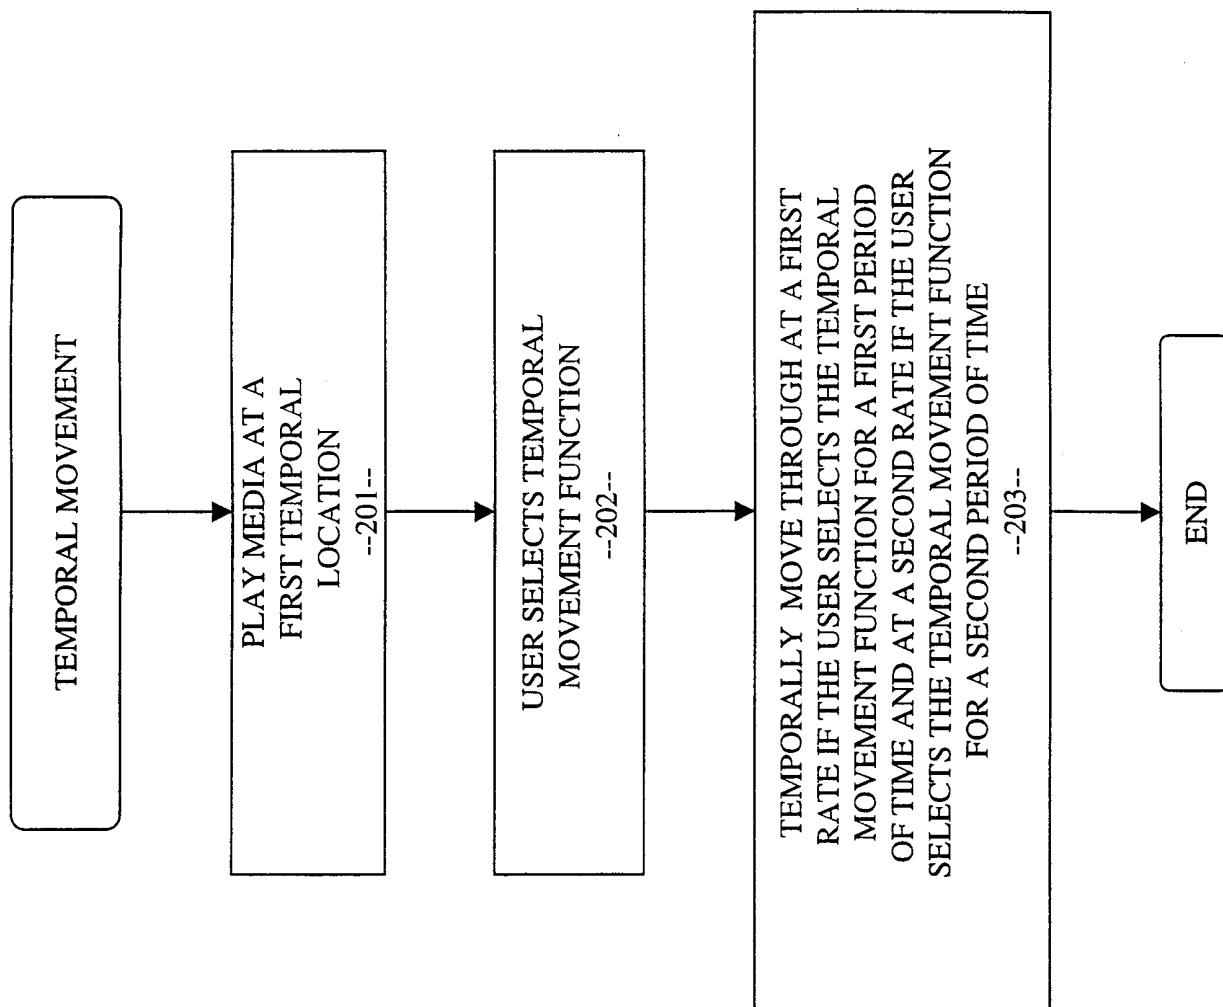 TEMPORAL MOVEMENT
PLAY MEDIA AT A
FIRST TEMPORAL
LOCATION
--201--
USER SELECTS TEMPORAL
MOVEMENT FUNCTION
--202--
TEMPORALLY MOVE THROUGH AT A FIRST
RATE IF THE USER SELECTS THE TEMPORAL
MOVEMENT FUNCTION FOR A FIRST PERIOD
OF TIME AND AT A SECOND RATE IF THE USER
SELECTS THE TEMPORAL MOVEMENT FUNCTION
FOR A SECOND PERIOD OF TIME
--203--
END